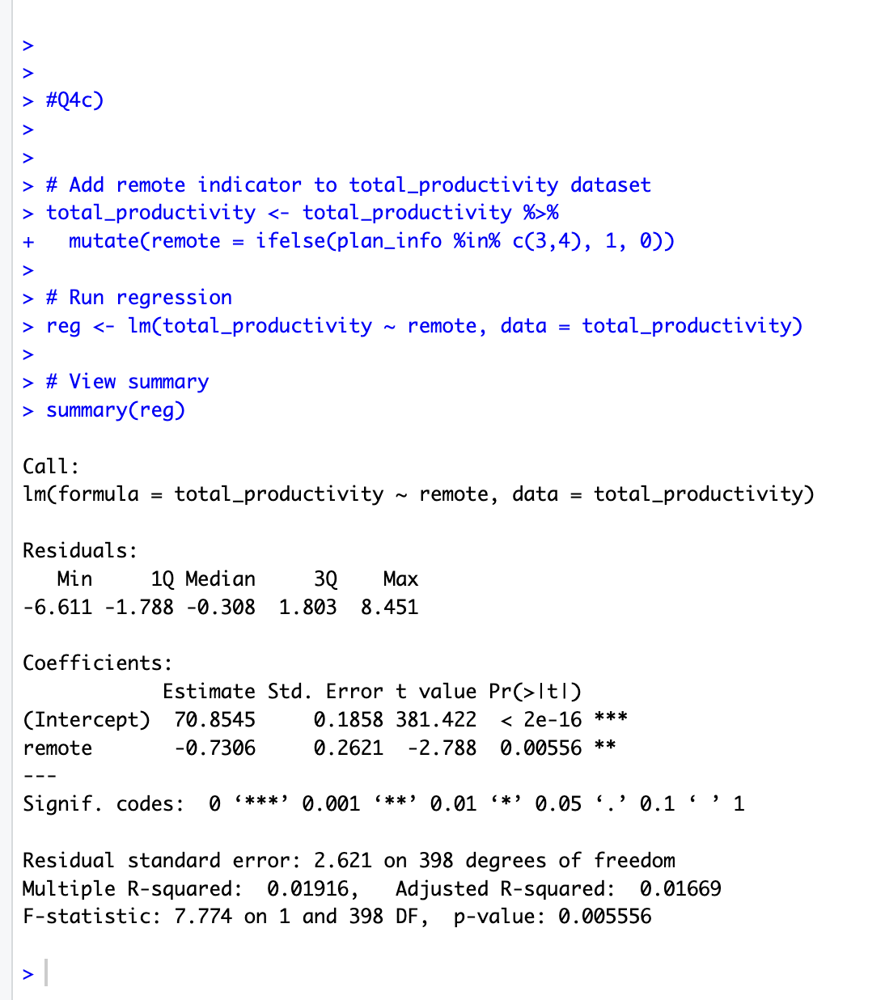 >
>
> #Q4c)
>
>
> # Add remote indicator to total_productivity dataset
> total_productivity <- total_productivity %>%
+   mutate(remote = ifelse(plan_info %in% c(3,4), 1, 0))
>
> # Run regression
> reg <- lm(total_productivity ~ remote, data = total_productivity)
>
> # View summary
> summary(reg)

Call:
lm(formula = total_productivity ~ remote, data = total_productivity)

Residuals:
   Min     1Q Median     3Q    Max
-6.611 -1.788 -0.308  1.803  8.451

Coefficients:
            Estimate Std. Error t value Pr(>|t|)
(Intercept)  70.8545     0.1858 381.422  < 2e-16 ***
remote       -0.7306     0.2621  -2.788  0.00556 **
---
Signif. codes:  0 ‘***’ 0.001 ‘**’ 0.01 ‘*’ 0.05 ‘.’ 0.1 ‘ ’ 1

Residual standard error: 2.621 on 398 degrees of freedom
Multiple R-squared:  0.01916,   Adjusted R-squared:  0.01669
F-statistic: 7.774 on 1 and 398 DF,  p-value: 0.005556

>